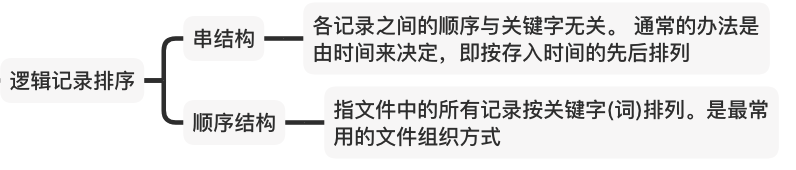 逻辑记录排序
串结构
各记录之间的顺序与关键字无关。 通常的办法是
由时间来决定，即按存入时间的先后排列
顺序结构
指文件中的所有记录按关键字(词)排列。是最常
用的文件组织方式